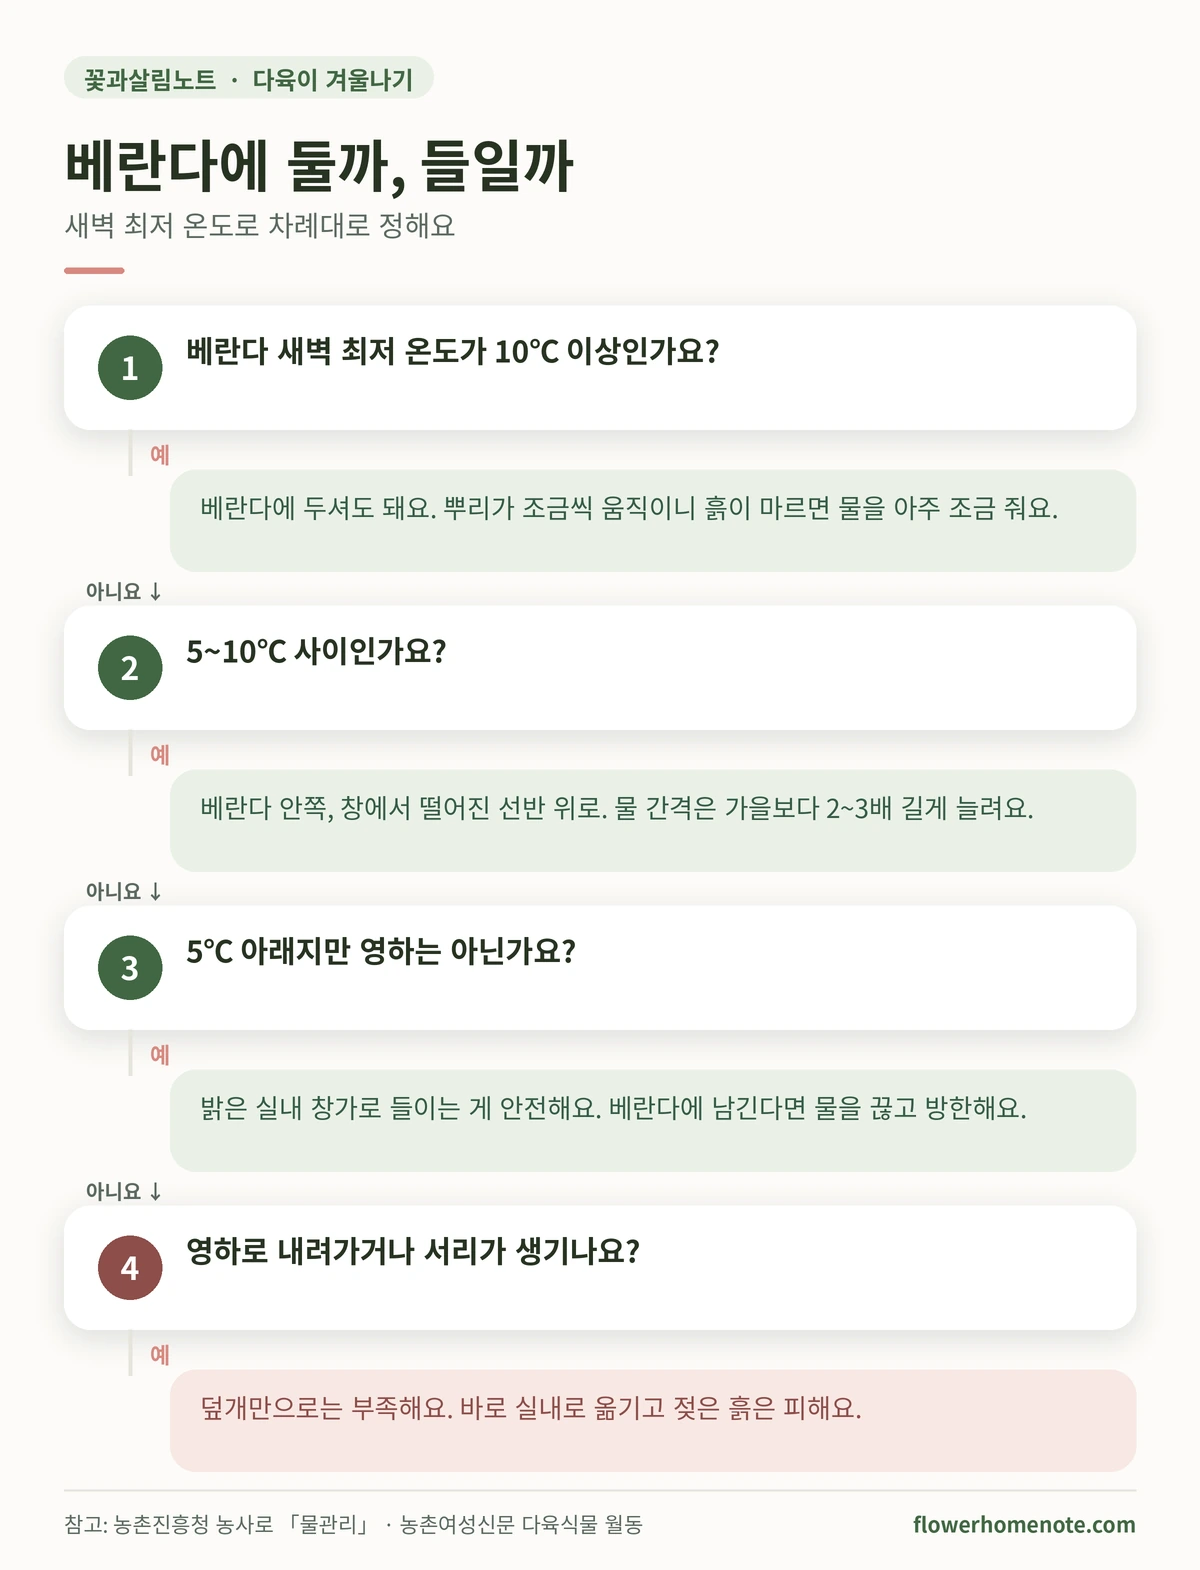 꽃과살림노트 · 다육이 겨울나기
베란다에 둘까, 들일까
새벽 최저 온도로 차례대로 정해요
1
베란다 새벽 최저 온도가 10℃ 이상인가요?
예
베란다에 두셔도 돼요. 뿌리가 조금씩 움직이니 흙이 마르면 물을 아주 조금 줘요.
아니요 ↓
2
5~10℃ 사이인가요?
예
베란다 안쪽, 창에서 떨어진 선반 위로. 물 간격은 가을보다 2~3배 길게 늘려요.
아니요 ↓
3
5℃ 아래지만 영하는 아닌가요?
예
밝은 실내 창가로 들이는 게 안전해요. 베란다에 남긴다면 물을 끊고 방한해요.
아니요 ↓
4
영하로 내려가거나 서리가 생기나요?
예
덮개만으로는 부족해요. 바로 실내로 옮기고 젖은 흙은 피해요.
참고: 농촌진흥청 농사로 「물관리」 · 농촌여성신문 다육식물 월동
flowerhomenote.com